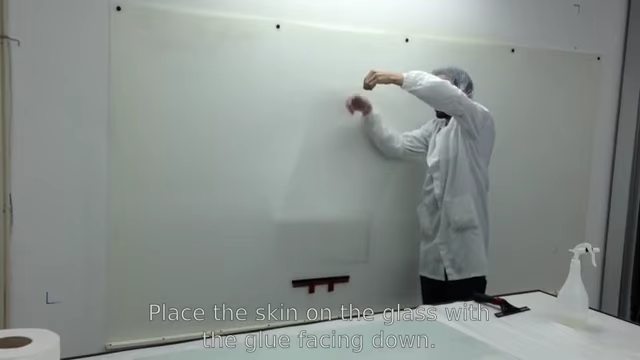 Place the skin on the glass with
the glue facing down.